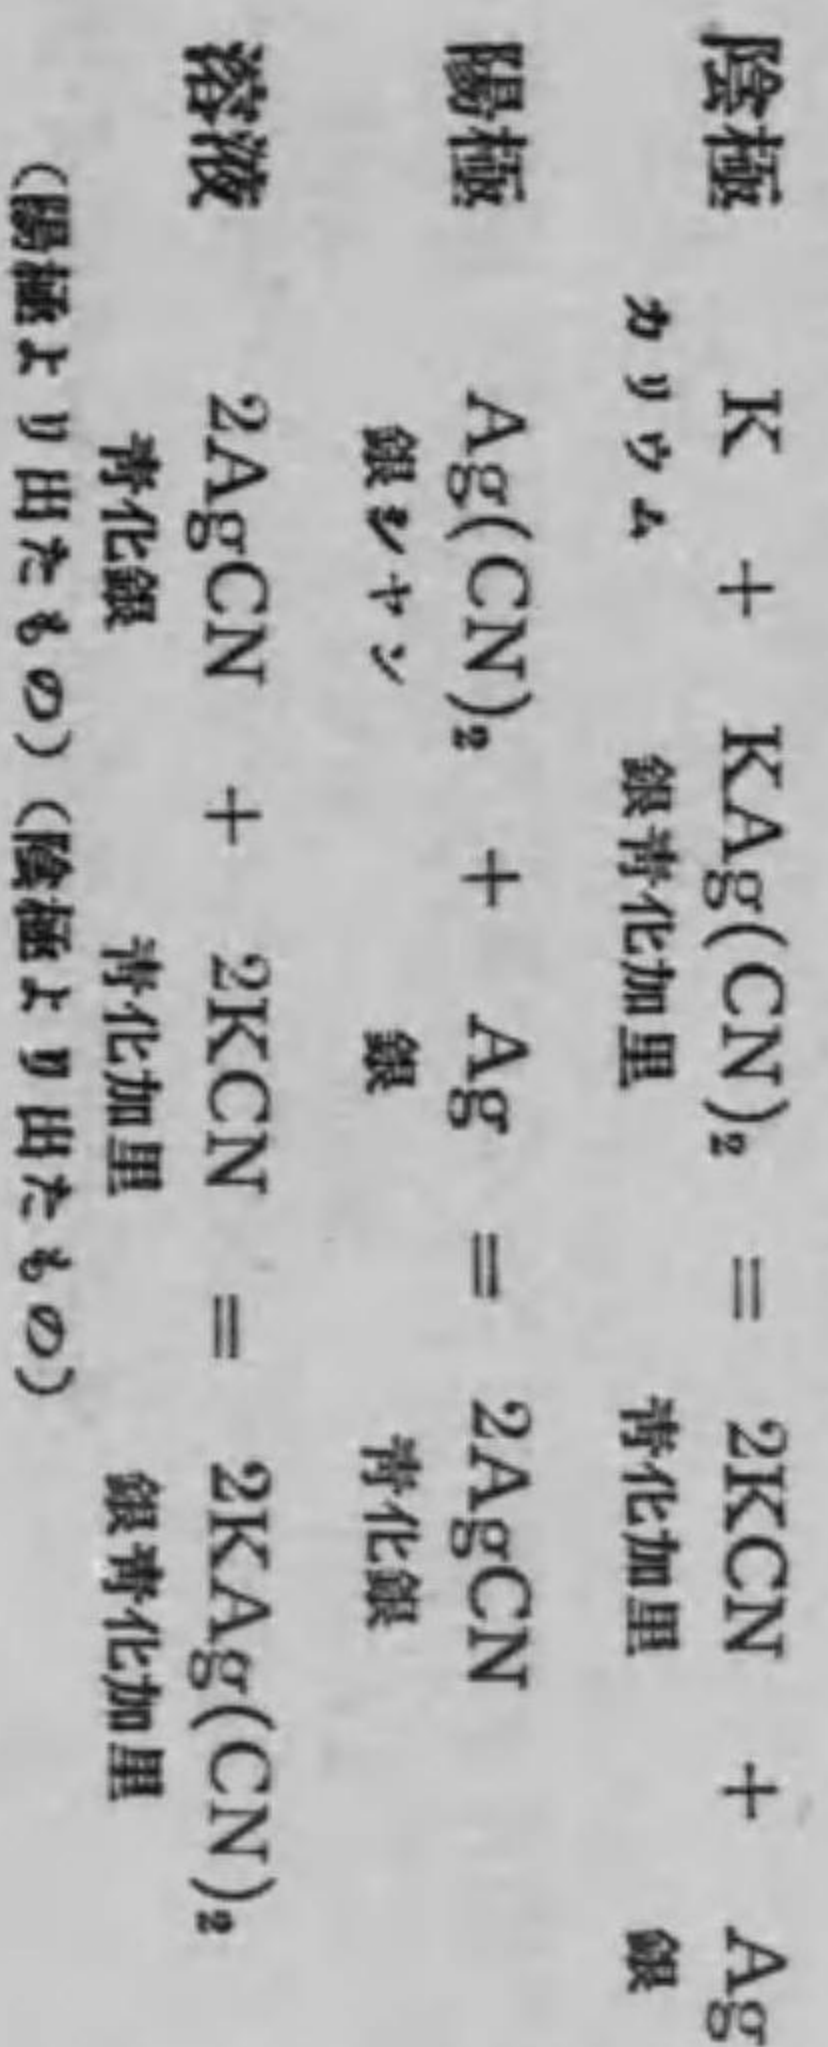 陰極 K + KAg(CN)₂ = 2KCN + Ag
カリウム 銀青化加里 青化加里 銀
陽極 Ag(CN)₂ + Ag = 2AgCN
銀シヤン 銀 青化銀
溶液 2AgCN + 2KCN = 2KAg(CN)₂
青化銀 青化加里 銀青化加里
(陽極より出たもの)(陰極より出たもの)